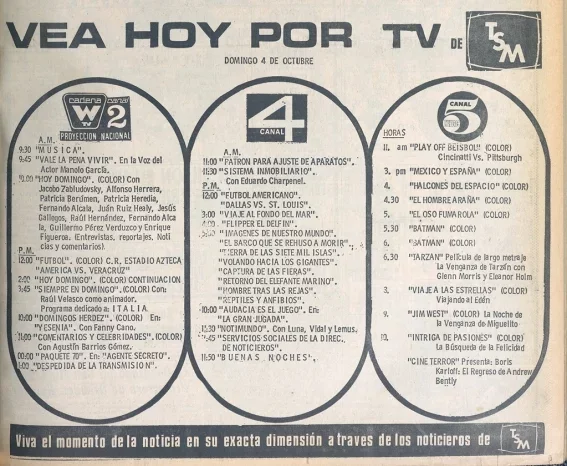 VEA HOY POR TV DE TSM
DOMINGO 4 DE OCTUBRE
cadena canal
W TV 2
PROYECCION NACIONAL
A.M.
9:30 "MUSICA".
9:45 "VALE LA PENA VIVIR". En la Voz del
Actor Manolo García.
"HOY DOMINGO". (COLOR) Con
Jacobo Zabludovsky, Alfonso Herrera,
Patricia Berdmen, Patricia Heredia,
Fernando Alcala, Juán Ruiz Healy, Jesús
Gallegos, Raúl Hernández, Fernando Alca
la, Guillermo Pérez Verduzco y Enrique
Figueroa. (Entrevistas, reportajes. Noti
cias y comentarios).
P.M.
12:00 "FUTBOL". (COLOR) C.R. ESTADIO AZTECA
"AMERICA VS. VERACRUZ"
2:00 "HOY DOMINGO". (COLOR) CONTINUACION
"SIEMPRE EN DOMINGO". (COLOR) Con:
Raúl Velasco como animador.
Programa dedicado a: ITALIA.
10:00 "DOMINGOS HERDEZ". (COLOR) En:
"YESENIA". Con Fanny Cano.
11:00 "COMENTARIOS Y CELEBRIDADES". (COLOR)
Con Agustín Barrios Gómez.
00:00 "PAQUETE 70". En: "AGENTE SECRETO".
1:00 "DESPEDIDA DE LA TRANSMISION".
4
CANAL
A.M.
11:00 "PATRON PARA AJUSTE DE APARATOS".
11:30 "SISTEMA INMOBILIARIO".
Con Eduardo Charpenel.
P.M.
12:00 "FUTBOL AMERICANO".
"DALLAS VS. ST. LOUIS".
"VIAJE AL FONDO DEL MAR".
"FLIPPER EL DELFIN".
"IMAGENES DE NUESTRO MUNDO".
"EL BARCO QUE SE REHUSO A MORIR".
"TIERRA DE LAS SIETE MIL ISLAS".
"VOLANDO HACIA LOS GIGANTES".
"CAPTURA DE LAS FIERAS".
"RETORNO DEL ELEFANTE MARINO"
"HOMBRE TRAS LAS REJAS".
"REPTILES Y ANFIBIOS".
10:00 "AUDACIA ES EL JUEGO". En:
"LA GRAN JUGADA".
"NOTIMUNDO". Con Luna, Vidal y Lemus.
"SERVICIOS SOCIALES DE LA DIREC.
DE NOTICIEROS".
11:50 "BUENAS NOCHES".
CANAL
5
HORAS
11. am "PLAY OFF BEISBOL" (COLOR)
Cincinatti Vs. Pittsburgh
3. pm "MEXICO Y ESPAÑA" (COLOR)
4. "HALCONES DEL ESPACIO" (COLOR)
4.30 "EL HOMBRE ARAÑA" (COLOR)
5. "EL OSO FUMAROLA" (COLOR)
5.30 "BATMAN" (COLOR)
6. "BATMAN" (COLOR)
6.30 "TARZAN" Película de largo metraje
La Venganza de Tarzán con
Glenn Morris y Eleanor Holm
"VIAJE A LAS ESTRELLAS" (COLOR)
Viajando al Edén
9. "JIM WEST" (COLOR) La Noche de
la Venganza de Miguelito
10. "INTRIGA DE PASIONES" (COLOR)
La Búsqueda de la Felicidad
"CINE TERROR" Presenta: Boris
Karloff: El Regreso de Andrew
Bently
Viva el momento de la noticia en su exacta dimensión a traves de los noticieros de TSM